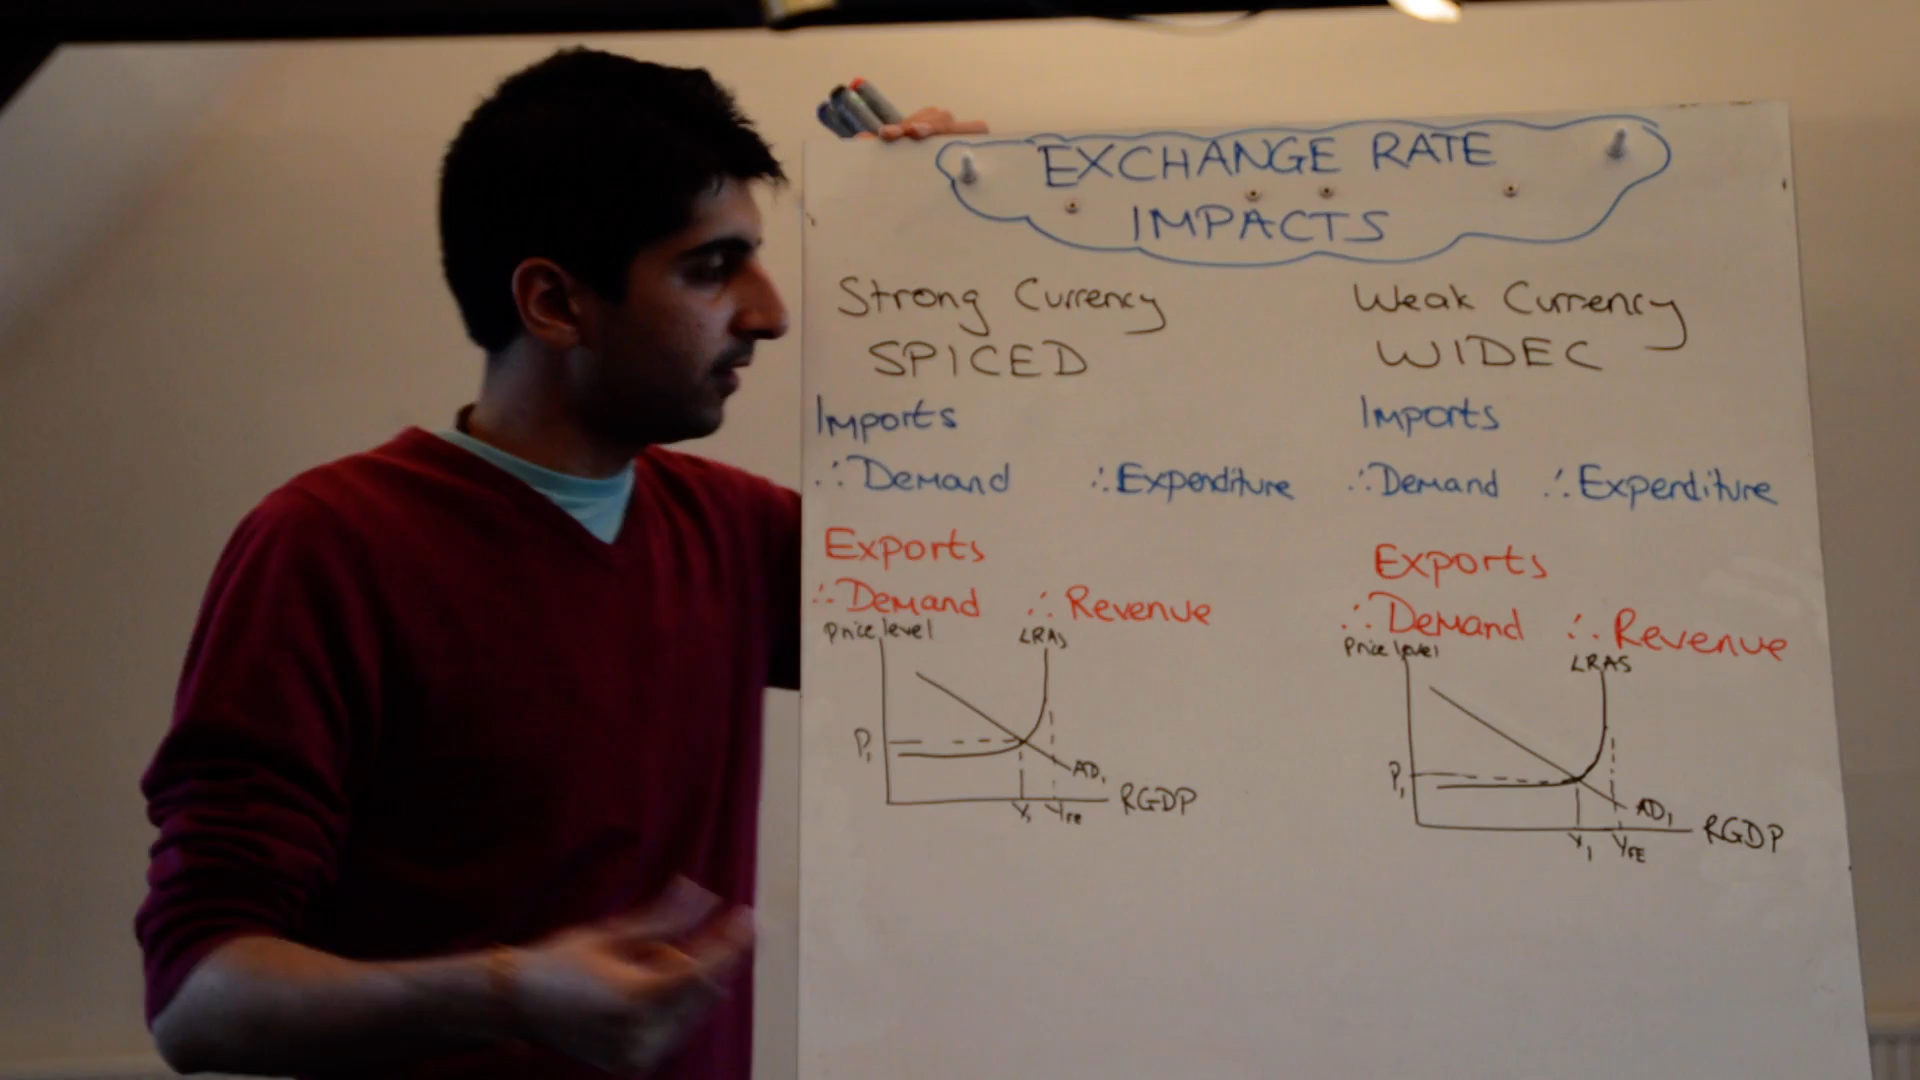 EXCHANGE RATE
IMPACTS
Strong Currency
SPICED
Imports
∴ Demand ∴ Expenditure
Exports
∴ Demand ∴ Revenue
Price level
LRAS
P1
AD1
Y1 YFE
RGDP
Weak Currency
WIDEC
Imports
∴ Demand ∴ Expenditure
Exports
∴ Demand ∴ Revenue
Price level
LRAS
P1
AD1
Y1 YFE
RGDP